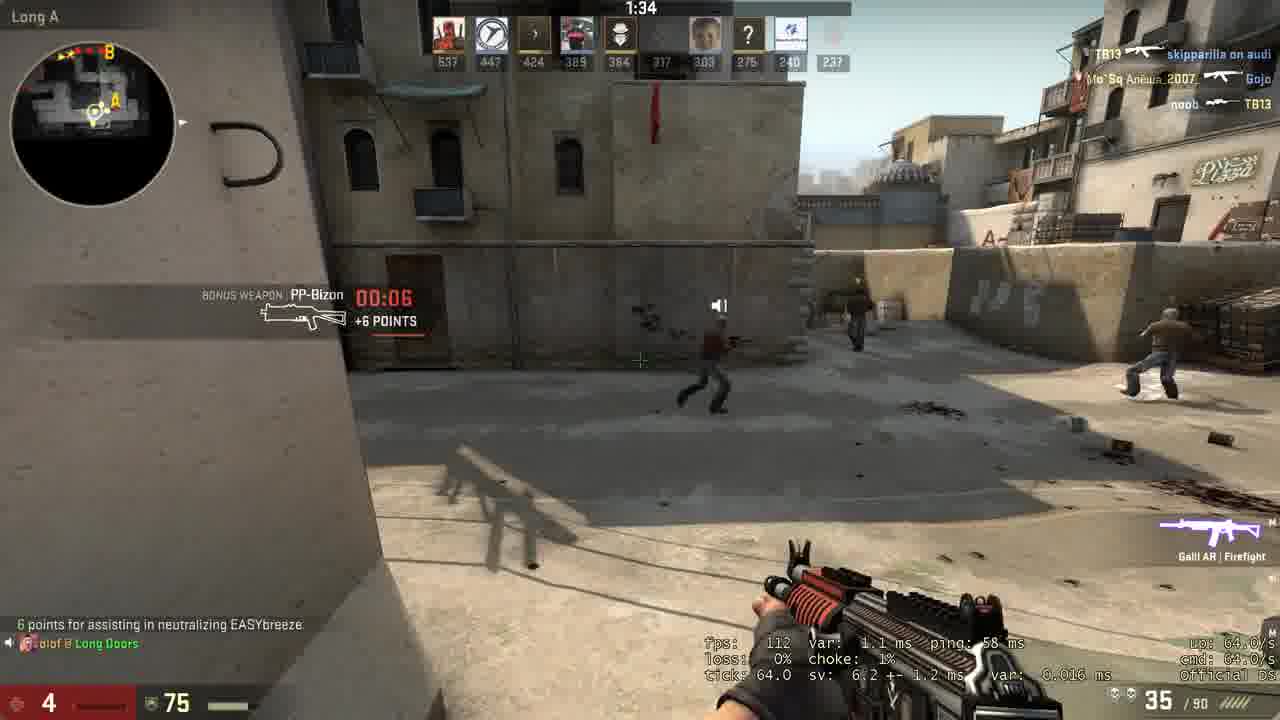 Long A
B
A
1:34
?
537 447 424 389 384 317 303 275 240 237
TB13 skipparilla on audi
Mo`Sq Алёша_2007. Gojo
noob TB13
Pizza
A
BONUS WEAPON: PP-Bizon 00:06
+6 POINTS
Galil AR | Firefight
6 points for assisting in neutralizing EASYbreeze
olof @ Long Doors
fps: 112 var: 1.1 ms ping: 58 ms
loss: 0% choke: 1%
tick: 64.0 sv: 6.2 +- 1.2 ms var: 0.016 ms
up: 64.0/s
cmd: 64.0/s
Official DS
4 75
35 / 90